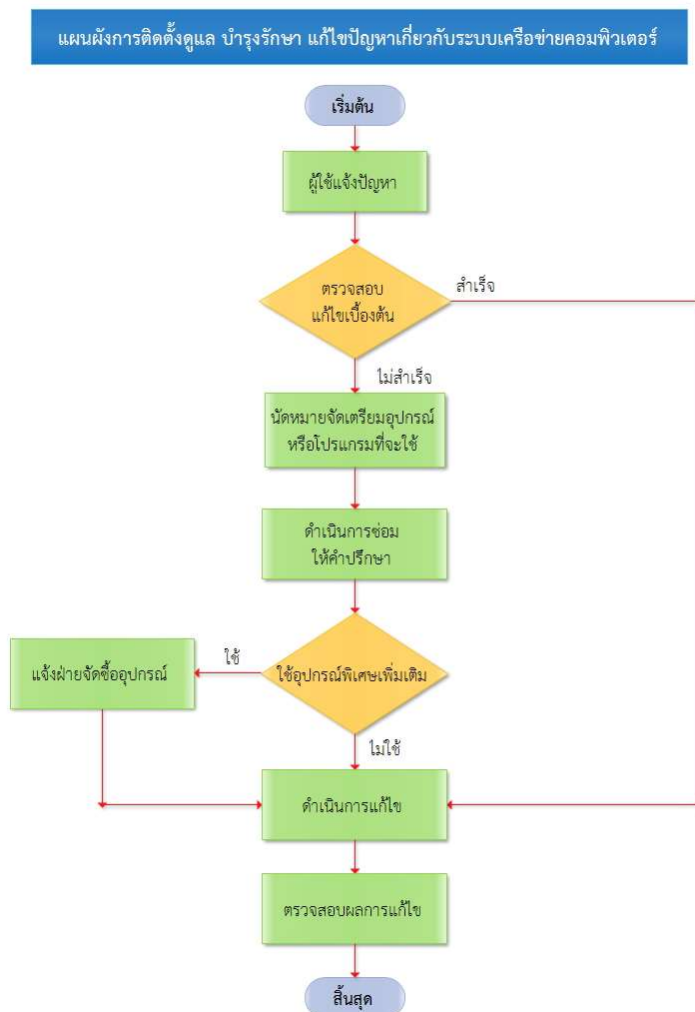 แผนผังการติดตั้งดูแล บำรุงรักษา แก้ไขปัญหาเกี่ยวกับระบบเครือข่ายคอมพิวเตอร์
เริ่มต้น
ผู้ใช้แจ้งปัญหา
ตรวจสอบ
แก้ไขเบื้องต้น
สำเร็จ
ไม่สำเร็จ
นัดหมายจัดเตรียมอุปกรณ์
หรือโปรแกรมที่จะใช้
ดำเนินการซ่อม
ให้คำปรึกษา
ใช้อุปกรณ์พิเศษเพิ่มเติม
ใช้
แจ้งฝ่ายจัดซื้ออุปกรณ์
ไม่ใช้
ดำเนินการแก้ไข
ตรวจสอบผลการแก้ไข
สิ้นสุด